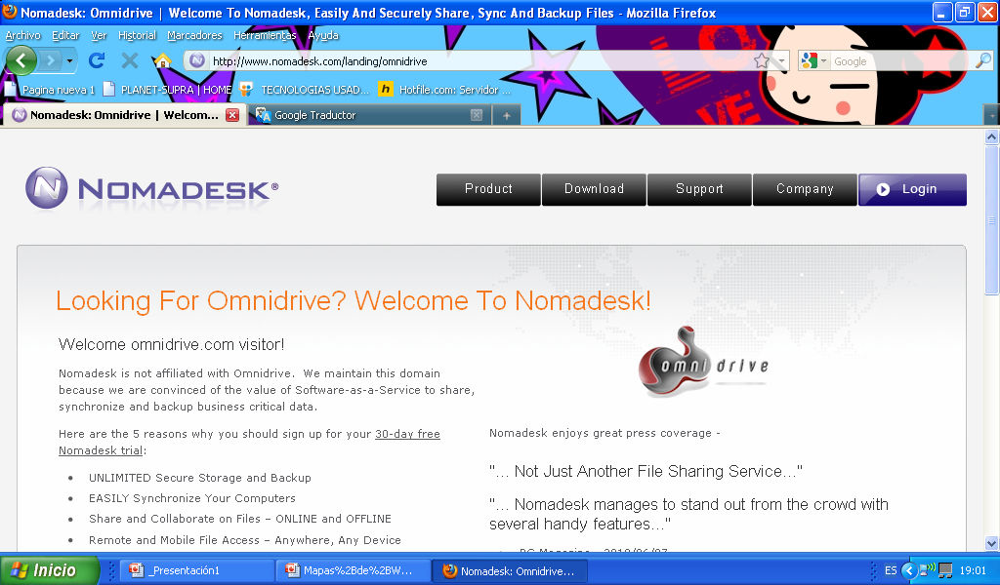 Nomadesk: Omnidrive | Welcome To Nomadesk, Easily And Securely Share, Sync And Backup Files - Mozilla Firefox
Archivo Editar Ver Historial Marcadores Herramientas Ayuda
http://www.nomadesk.com/landing/omnidrive
Google
Pagina nueva 1
PLANET-SUPRA | HOME
TECNOLOGIAS USAD...
Hotfile.com: Servidor ...
Nomadesk: Omnidrive | Welcom...
Google Traductor
NOMADESK®
Product
Download
Support
Company
Login
Looking For Omnidrive? Welcome To Nomadesk!
Welcome omnidrive.com visitor!
Nomadesk is not affiliated with Omnidrive. We maintain this domain
because we are convinced of the value of Software-as-a-Service to share,
synchronize and backup business critical data.
Here are the 5 reasons why you should sign up for your 30-day free
Nomadesk trial:
• UNLIMITED Secure Storage and Backup
• EASILY Synchronize Your Computers
• Share and Collaborate on Files – ONLINE and OFFLINE
• Remote and Mobile File Access – Anywhere, Any Device
omnidrive
Nomadesk enjoys great press coverage -
"... Not Just Another File Sharing Service..."
"... Nomadesk manages to stand out from the crowd with
several handy features..."
Inicio
_Presentación1
Mapas%2Bde%2BW...
Nomadesk: Omnidrive...
ES
19:01